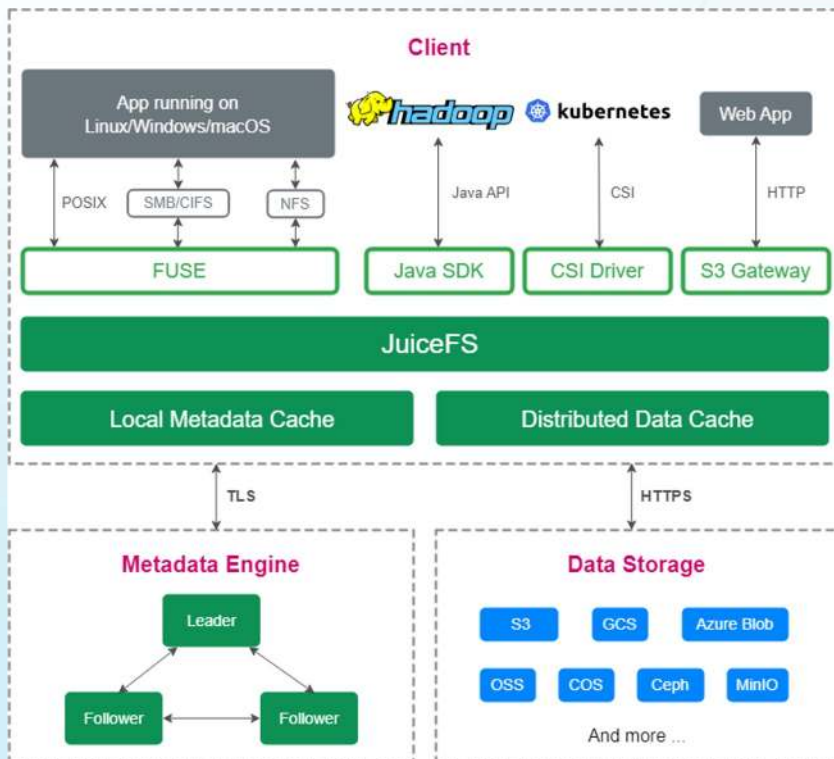 Client
App running on
Linux/Windows/macOS
hadoop
kubernetes
Web App
POSIX
SMB/CIFS
NFS
Java API
CSI
HTTP
FUSE
Java SDK
CSI Driver
S3 Gateway
JuiceFS
Local Metadata Cache
Distributed Data Cache
TLS
HTTPS
Metadata Engine
Leader
Follower
Follower
Data Storage
S3
GCS
Azure Blob
OSS
COS
Ceph
MinIO
And more ...